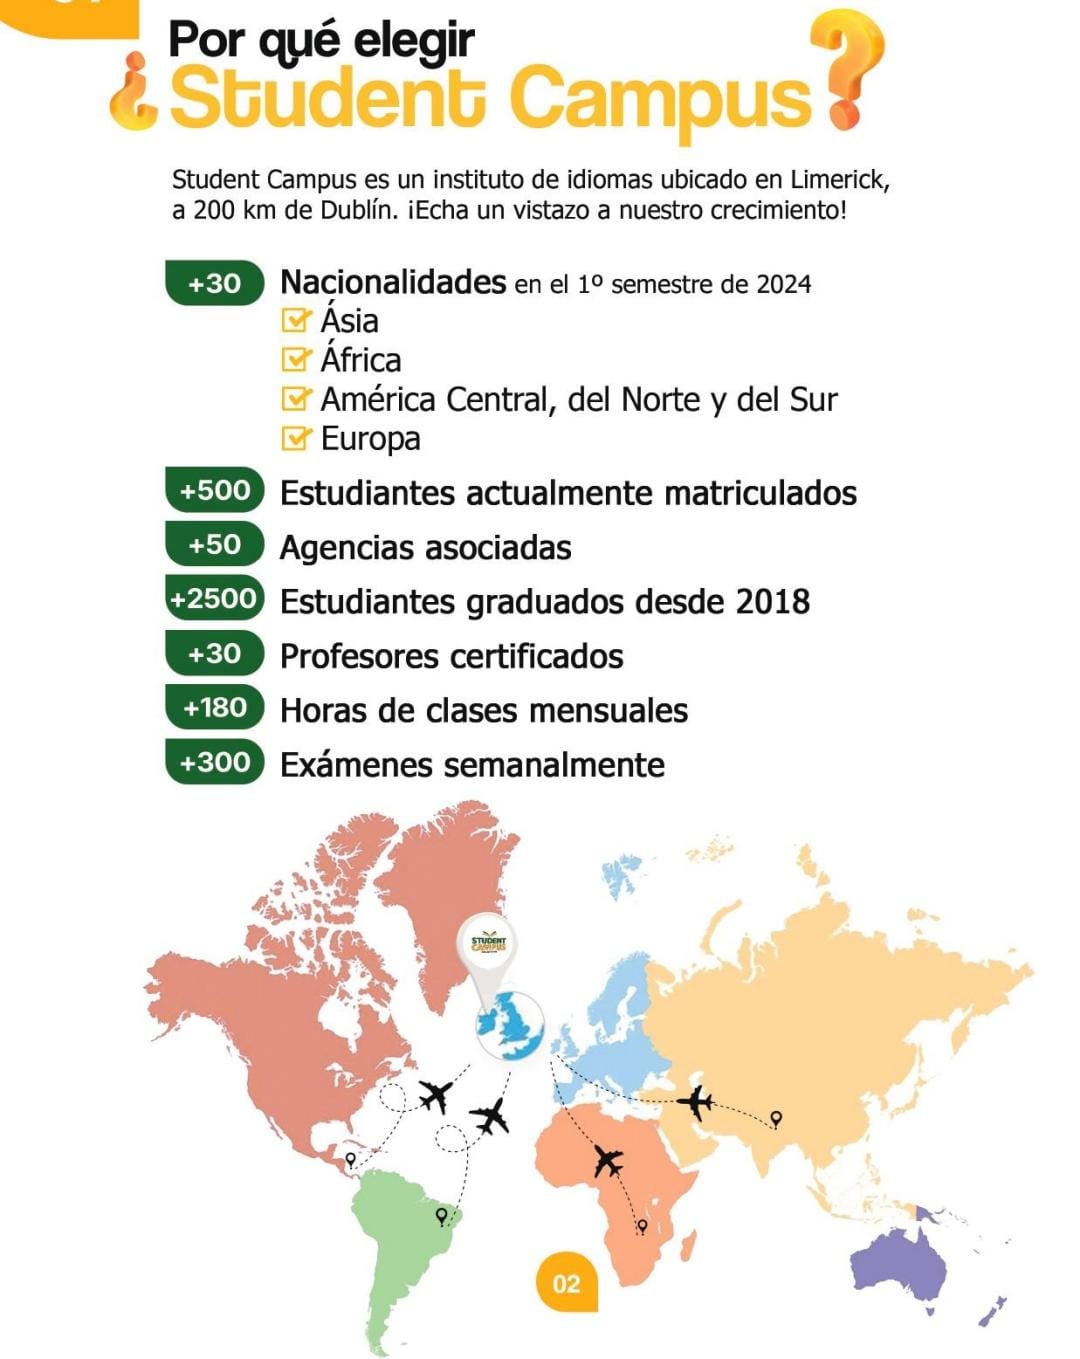 Por qué elegir
¿Student Campus?
Student Campus es un instituto de idiomas ubicado en Limerick,
a 200 km de Dublín. ¡Echa un vistazo a nuestro crecimiento!
+30 Nacionalidades en el 1º semestre de 2024
Ásia
África
América Central, del Norte y del Sur
Europa
+500 Estudiantes actualmente matriculados
+50 Agencias asociadas
+2500 Estudiantes graduados desde 2018
+30 Profesores certificados
+180 Horas de clases mensuales
+300 Exámenes semanalmente
STUDENT
CAMPUS
02